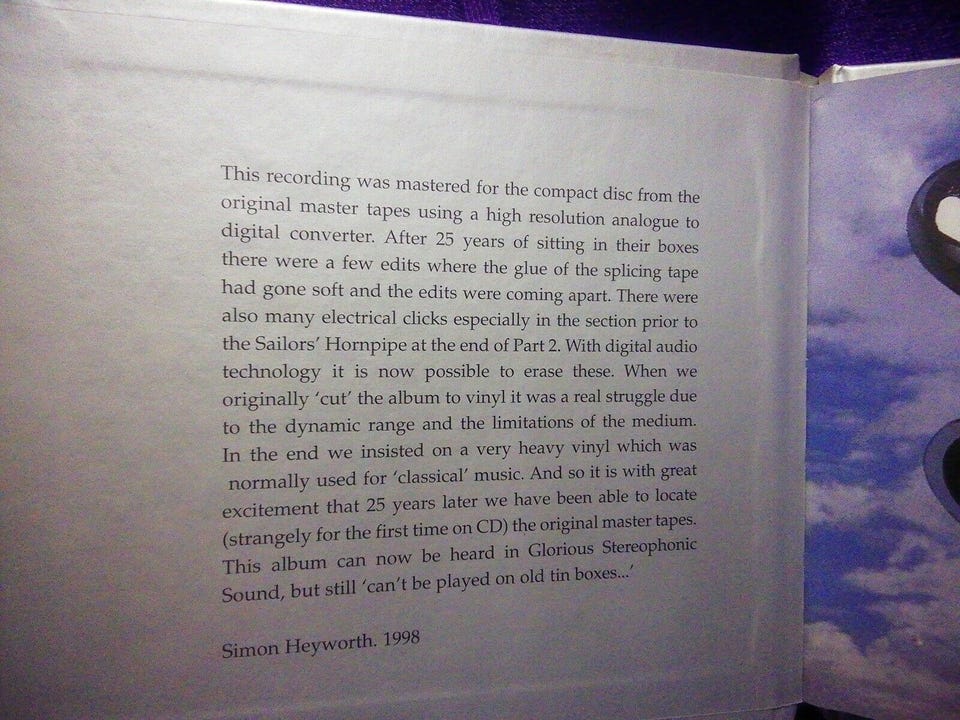 This recording was mastered for the compact disc from the
original master tapes using a high resolution analogue to
digital converter. After 25 years of sitting in their boxes
there were a few edits where the glue of the splicing tape
had gone soft and the edits were coming apart. There were
also many electrical clicks especially in the section prior to
the Sailors' Hornpipe at the end of Part 2. With digital audio
technology it is now possible to erase these. When we
originally 'cut' the album to vinyl it was a real struggle due
to the dynamic range and the limitations of the medium.
In the end we insisted on a very heavy vinyl which was
normally used for 'classical' music. And so it is with great
excitement that 25 years later we have been able to locate
(strangely for the first time on CD) the original master tapes.
This album can now be heard in Glorious Stereophonic
Sound, but still 'can't be played on old tin boxes...'
Simon Heyworth. 1998